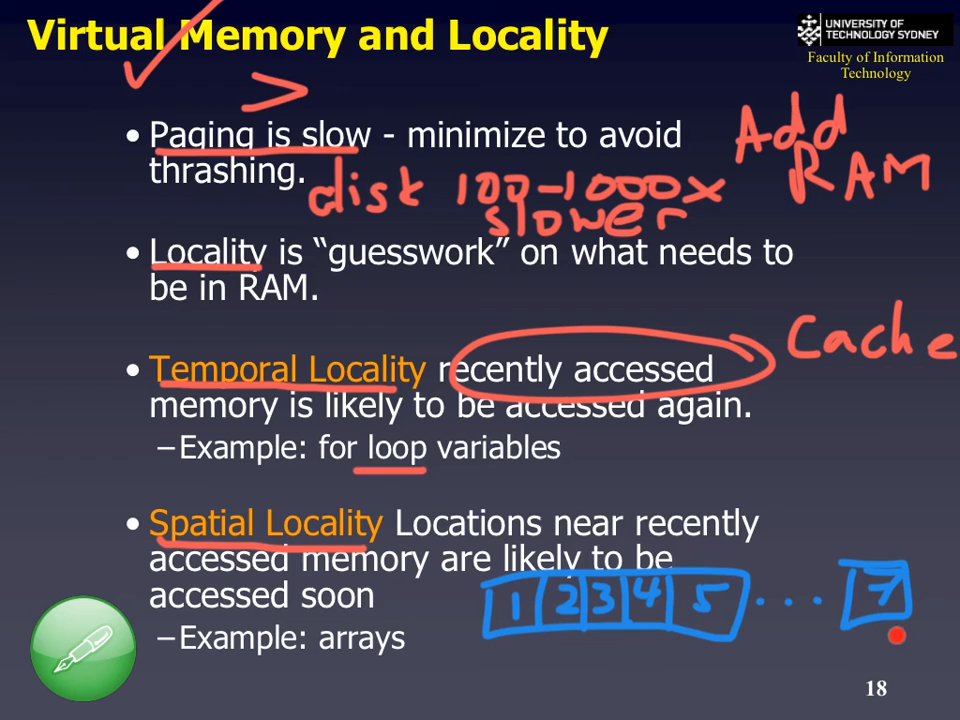 Virtual Memory and Locality
UNIVERSITY OF
TECHNOLOGY SYDNEY
Faculty of Information
Technology
• Paging is slow - minimize to avoid
thrashing.
Add
RAM
disk 100-1000x
slower
• Locality is “guesswork” on what needs to
be in RAM.
Cache
• Temporal Locality recently accessed
memory is likely to be accessed again.
–Example: for loop variables
• Spatial Locality Locations near recently
accessed memory are likely to be
accessed soon
1 2 3 4 5 ... 7
–Example: arrays
18